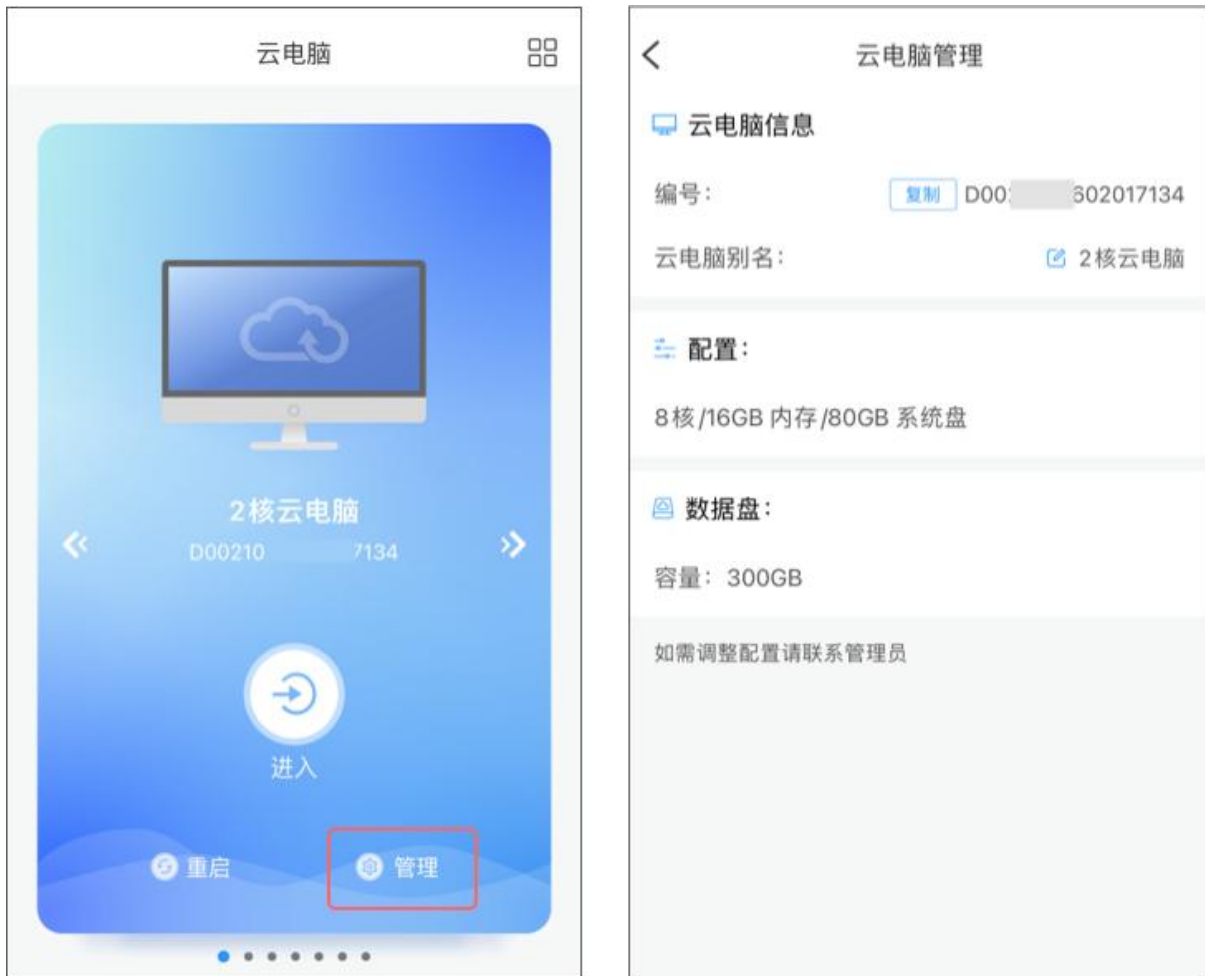 云电脑
2核云电脑
D00210 7134
进入
重启
管理
云电脑管理
云电脑信息
编号：
复制 D00 602017134
云电脑别名：
2核云电脑
配置：
8核/16GB 内存/80GB 系统盘
数据盘：
容量：300GB
如需调整配置请联系管理员